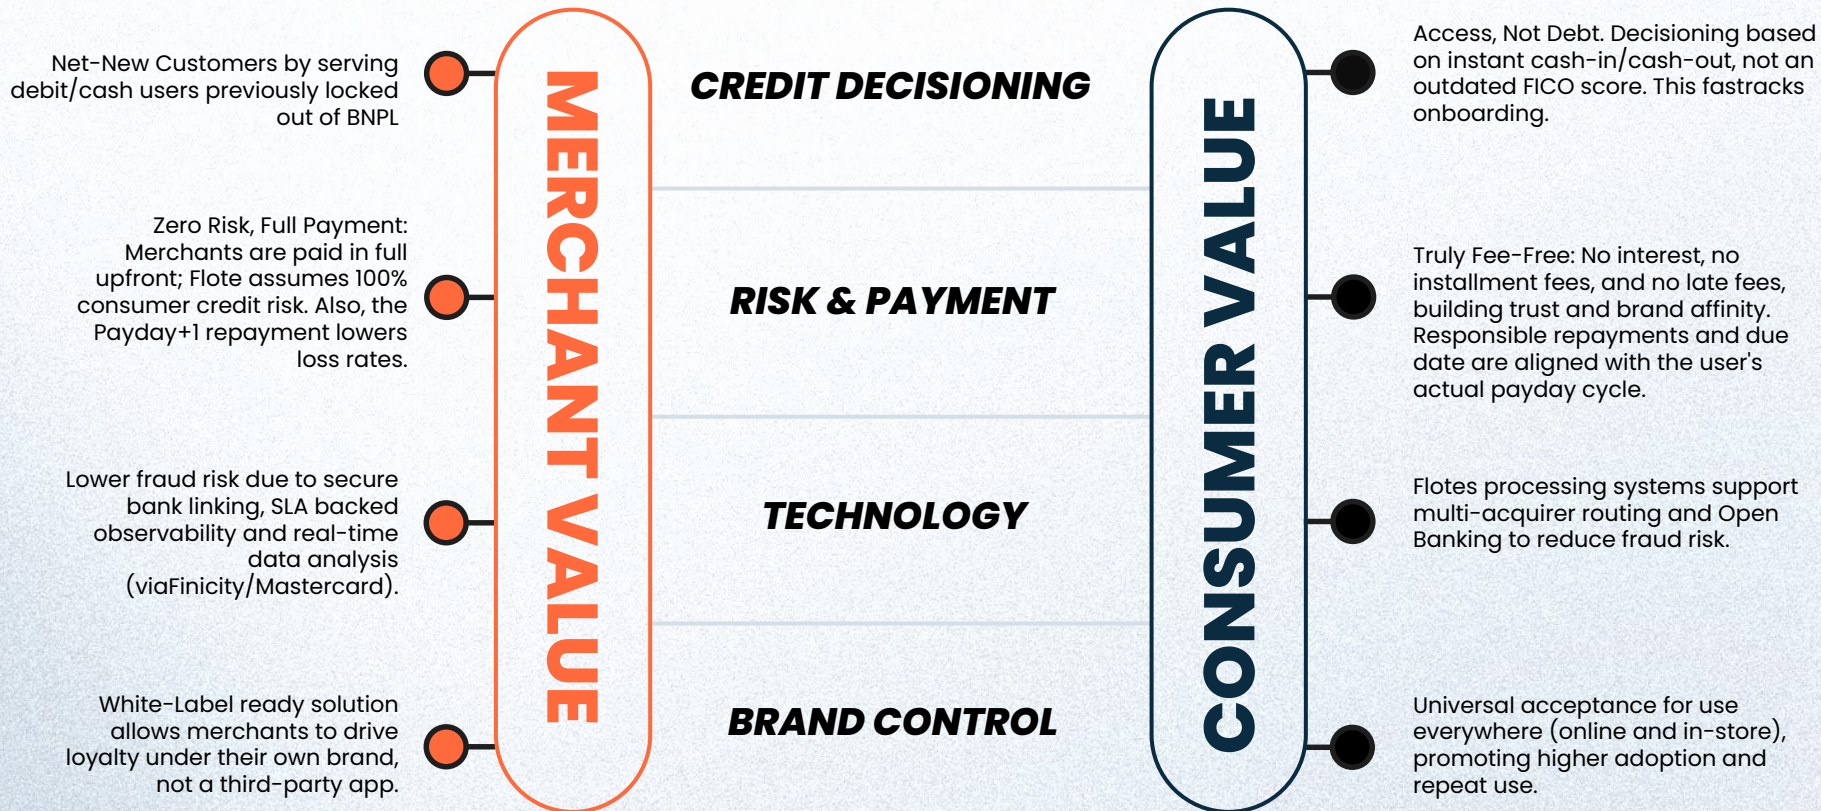 Net-New Customers by serving
debit/cash users previously locked
out of BNPL
Zero Risk, Full Payment:
Merchants are paid in full
upfront; Flote assumes 100%
consumer credit risk. Also, the
Payday+1 repayment lowers
loss rates.
Lower fraud risk due to secure
bank linking, SLA backed
observability and real-time
data analysis
(viaFinicity/Mastercard).
White-Label ready solution
allows merchants to drive
loyalty under their own brand,
not a third-party app.
MERCHANT VALUE
CREDIT DECISIONING
RISK & PAYMENT
TECHNOLOGY
BRAND CONTROL
CONSUMER VALUE
Access, Not Debt. Decisioning based
on instant cash-in/cash-out, not an
outdated FICO score. This fastracks
onboarding.
Truly Fee-Free: No interest, no
installment fees, and no late fees,
building trust and brand affinity.
Responsible repayments and due
date are aligned with the user's
actual payday cycle.
Flotes processing systems support
multi-acquirer routing and Open
Banking to reduce fraud risk.
Universal acceptance for use
everywhere (online and in-store),
promoting higher adoption and
repeat use.